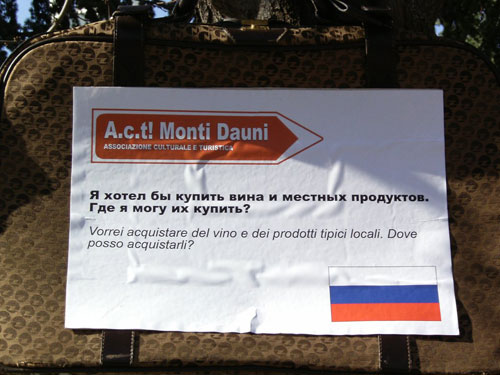 A.c.t! Monti Dauni
ASSOCIAZIONE CULTURALE E TURISTICA
Я хотел бы купить вина и местных продуктов.
Где я могу их купить?
Vorrei acquistare del vino e dei prodotti tipici locali. Dove
posso acquistarli?